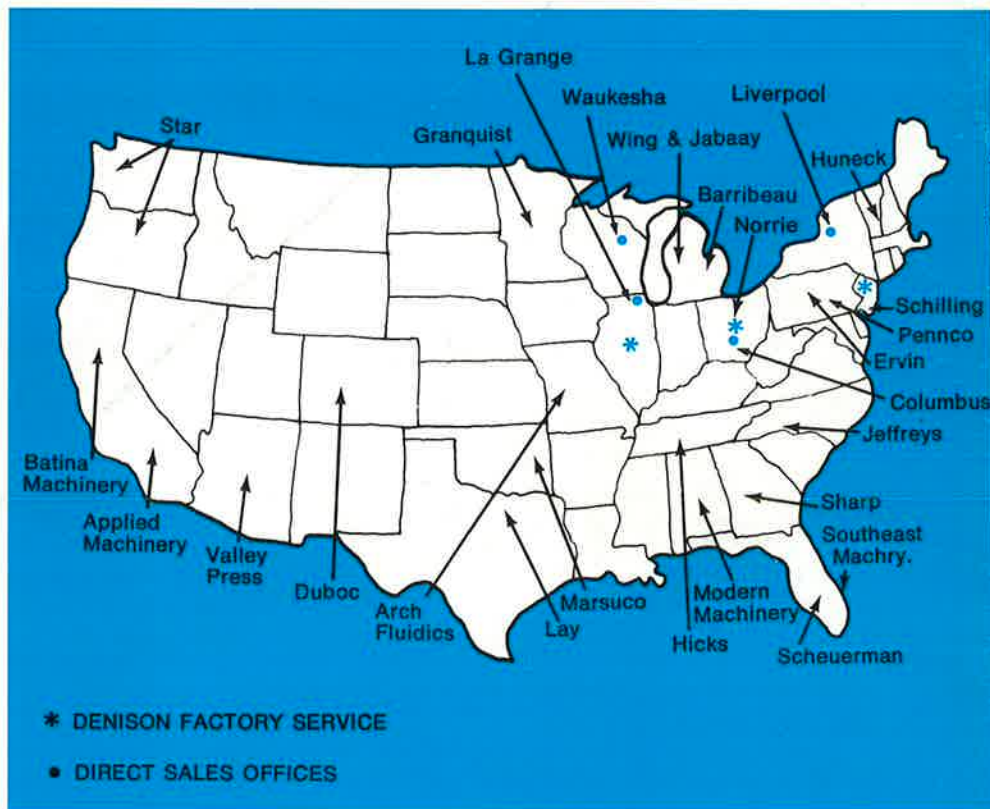 La Grange
Waukesha
Liverpool
Star
Granquist
Wing & Jabaay
Huneck
Barribeau
Norrie
Schilling
Pennco
Ervin
Columbus
Jeffreys
Batina
Machinery
Applied
Machinery
Valley
Press
Duboc
Arch
Fluidics
Marsuco
Lay
Modern
Machinery
Hicks
Sharp
Southeast
Machry.
Scheuerman
* DENISON FACTORY SERVICE
• DIRECT SALES OFFICES